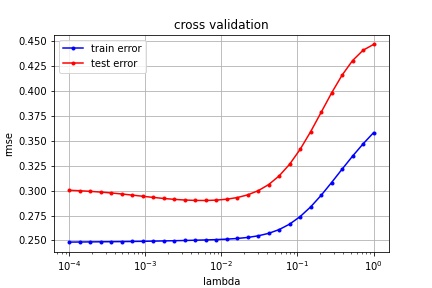 cross validation
train error
test error
0.450
0.425
0.400
0.375
0.350
0.325
0.300
0.275
0.250
rmse
10⁻⁴ 10⁻³ 10⁻² 10⁻¹ 10⁰
lambda